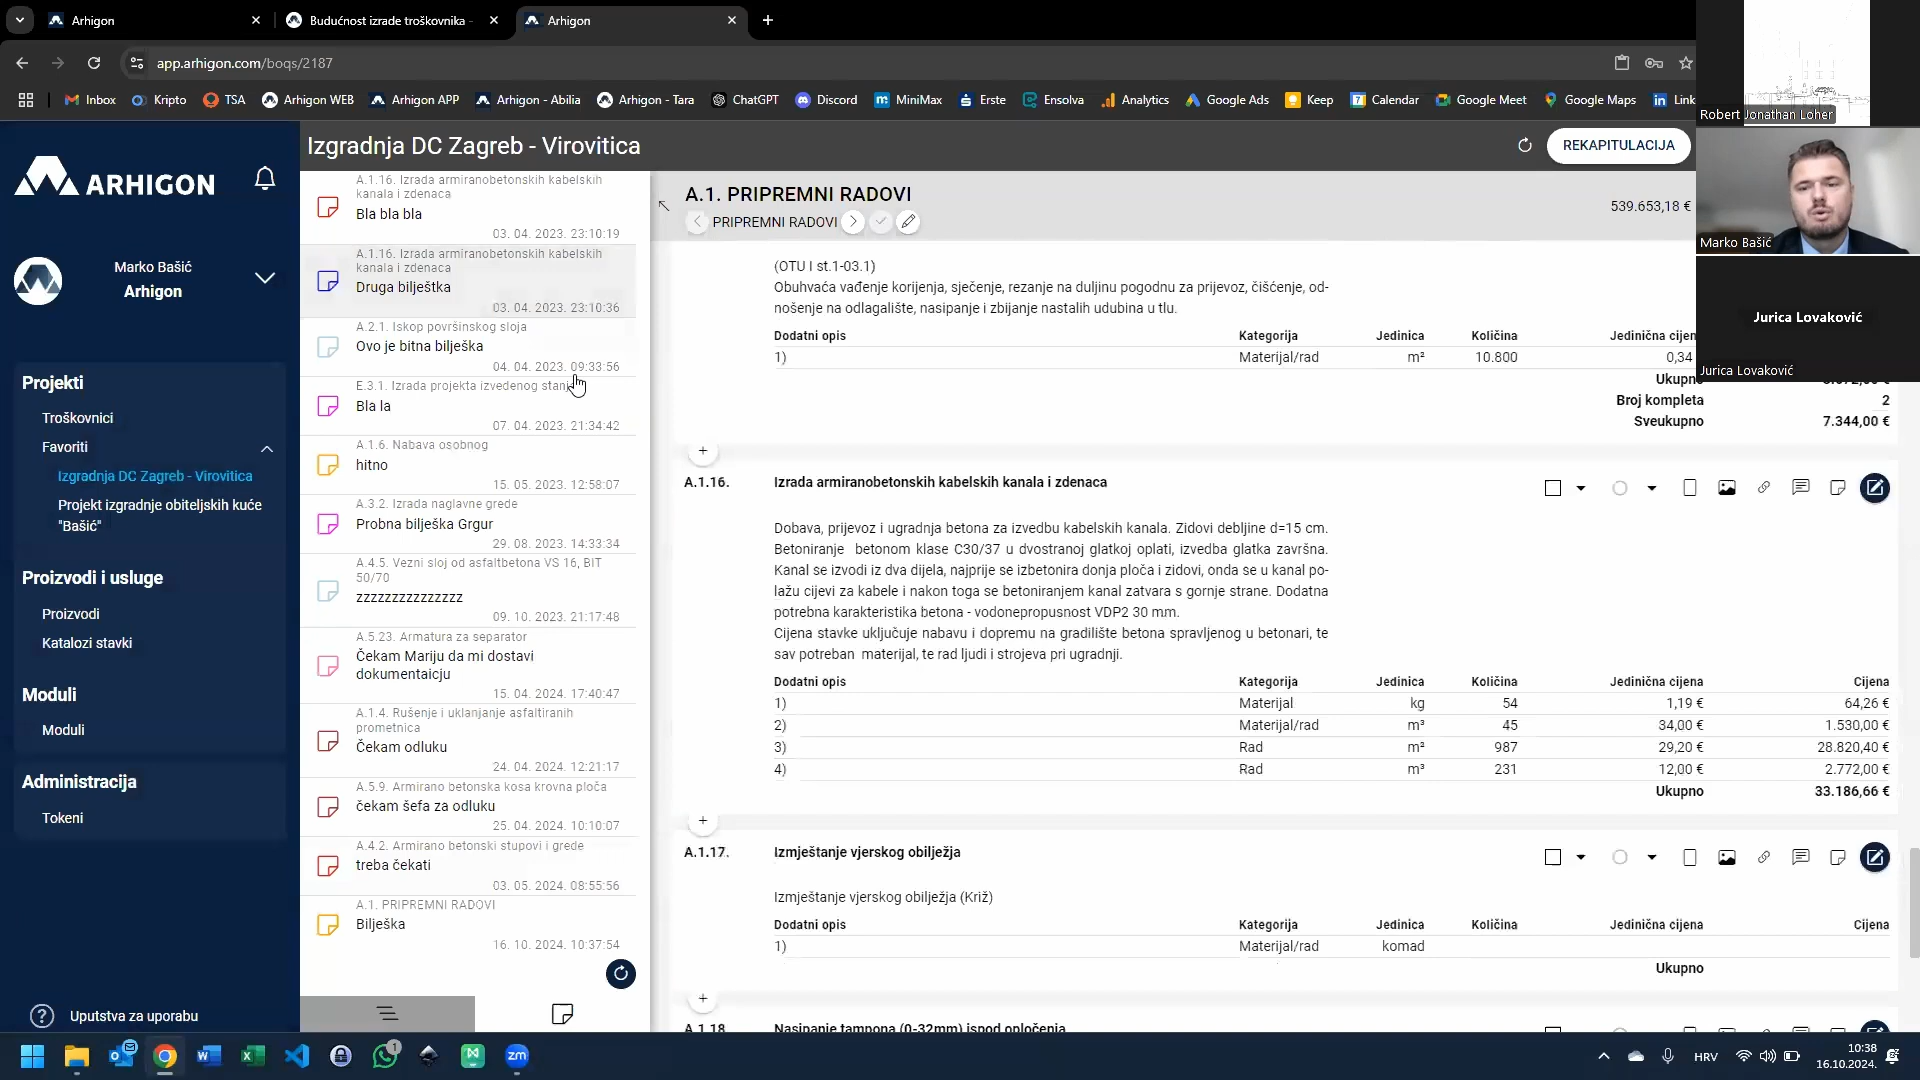 Arhigon
Budućnost izrade troškovnika -
Arhigon
app.arhigon.com/boqs/2187
Inbox
Kripto
TSA
Arhigon WEB
Arhigon APP
Arhigon - Abilia
Arhigon - Tara
ChatGPT
Discord
MiniMax
Erste
Ensolva
Analytics
Google Ads
Keep
Calendar
Google Meet
Google Maps
Link
Robert Jonathan Loher
Marko Bašić
Jurica Lovaković
Jurica Lovaković
ARHIGON
Marko Bašić
Arhigon
Projekti
Troškovnici
Favoriti
Izgradnja DC Zagreb - Virovitica
Projekt izgradnje obiteljskih kuće
"Bašić"
Proizvodi i usluge
Proizvodi
Katalozi stavki
Moduli
Moduli
Administracija
Tokeni
Uputstva za uporabu
Izgradnja DC Zagreb - Virovitica
REKAPITULACIJA
A.1.16. Izrada armiranobetonskih kabelskih
kanala i zdenaca
Bla bla bla
03. 04. 2023. 23:10:19
A.1.16. Izrada armiranobetonskih kabelskih
kanala i zdenaca
Druga bilještka
03. 04. 2023. 23:10:36
A.2.1. Iskop površinskog sloja
Ovo je bitna bilješka
04. 04. 2023. 09:33:56
E.3.1. Izrada projekta izvedenog stanj
Bla la
07. 04. 2023. 21:34:42
A.1.6. Nabava osobnog
hitno
15. 05. 2023. 12:58:07
A.3.2. Izrada naglavne grede
Probna bilješka Grgur
29. 08. 2023. 14:33:34
A.4.5. Vezni sloj od asfaltbetona VS 16, BIT
50/70
zzzzzzzzzzzzzzz
09. 10. 2023. 21:17:48
A.5.23. Armatura za separator
Čekam Mariju da mi dostavi
dokumentaicju
15. 04. 2024. 17:40:47
A.1.4. Rušenje i uklanjanje asfaltiranih
prometnica
Čekam odluku
24. 04. 2024. 12:21:17
A.5.9. Armirano betonska kosa krovna ploča
čekam šefa za odluku
25. 04. 2024. 10:10:07
A.4.2. Armirano betonski stupovi i grede
treba čekati
03. 05. 2024. 08:55:56
A.1. PRIPREMNI RADOVI
Bilješka
16. 10. 2024. 10:37:54
A.1. PRIPREMNI RADOVI
PRIPREMNI RADOVI
539.653,18 €
(OTU I st.1-03.1)
Obuhvaća vađenje korijenja, sječenje, rezanje na duljinu pogodnu za prijevoz, čišćenje, od-
nošenje na odlagalište, nasipanje i zbijanje nastalih udubina u tlu.
Dodatni opis Kategorija Jedinica Količina Jedinična cijen
1) Materijal/rad m² 10.800 0,34
Ukupno
Broj kompleta 2
Sveukupno 7.344,00 €
A.1.16. Izrada armiranobetonskih kabelskih kanala i zdenaca
Dobava, prijevoz i ugradnja betona za izvedbu kabelskih kanala. Zidovi debljine d=15 cm.
Betoniranje betonom klase C30/37 u dvostranoj glatkoj oplati, izvedba glatka završna.
Kanal se izvodi iz dva dijela, najprije se izbetonira donja ploča i zidovi, onda se u kanal po-
lažu cijevi za kabele i nakon toga se betoniranjem kanal zatvara s gornje strane. Dodatna
potrebna karakteristika betona - vodonepropusnost VDP2 30 mm.
Cijena stavke uključuje nabavu i dopremu na gradilište betona spravljenog u betonari, te
sav potreban materijal, te rad ljudi i strojeva pri ugradnji.
Dodatni opis Kategorija Jedinica Količina Jedinična cijena Cijena
1) Materijal kg 54 1,19 € 64,26 €
2) Materijal/rad m³ 45 34,00 € 1.530,00 €
3) Rad m² 987 29,20 € 28.820,40 €
4) Rad m³ 231 12,00 € 2.772,00 €
Ukupno 33.186,66 €
A.1.17. Izmještanje vjerskog obilježja
Izmještanje vjerskog obilježja (Križ)
Dodatni opis Kategorija Jedinica Količina Jedinična cijena Cijena
1) Materijal/rad komad
Ukupno
A.1.18 Nasipanje tampona (0-32mm) ispod opločenja
HRV
10:38
16.10.2024.